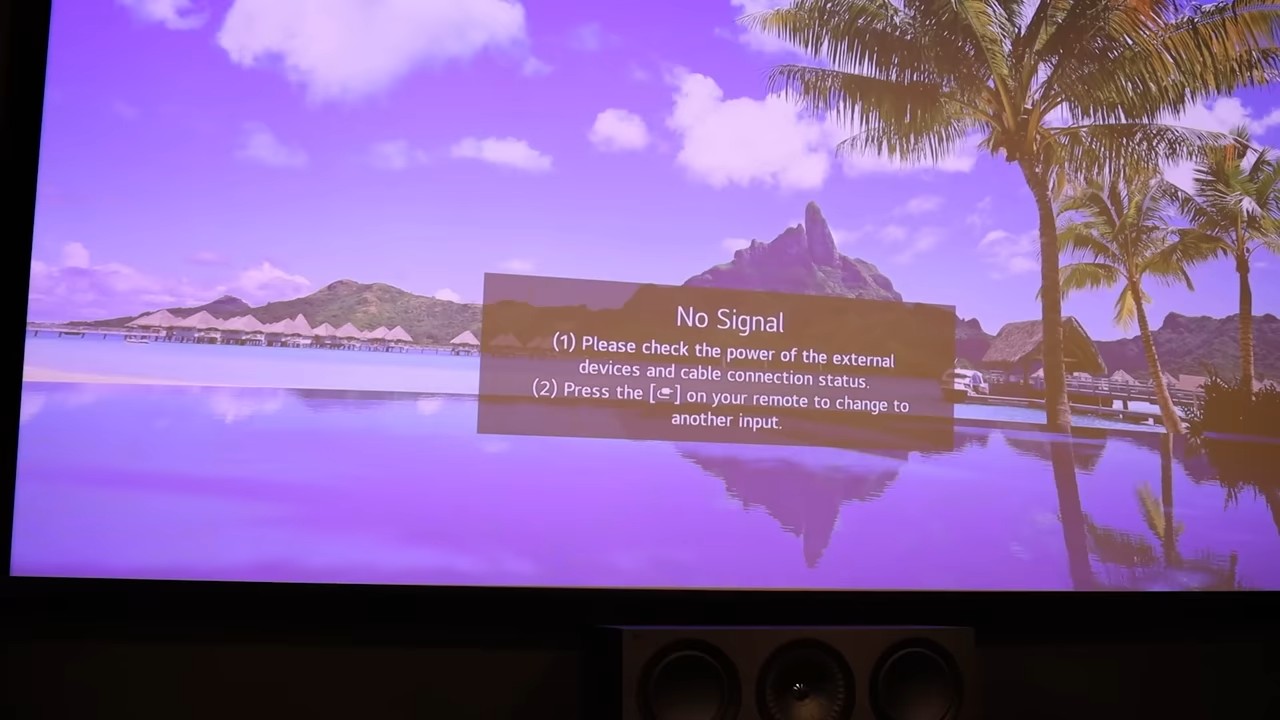 No Signal
(1) Please check the power of the external
devices and cable connection status.
(2) Press the [ ] on your remote to change to
another input.